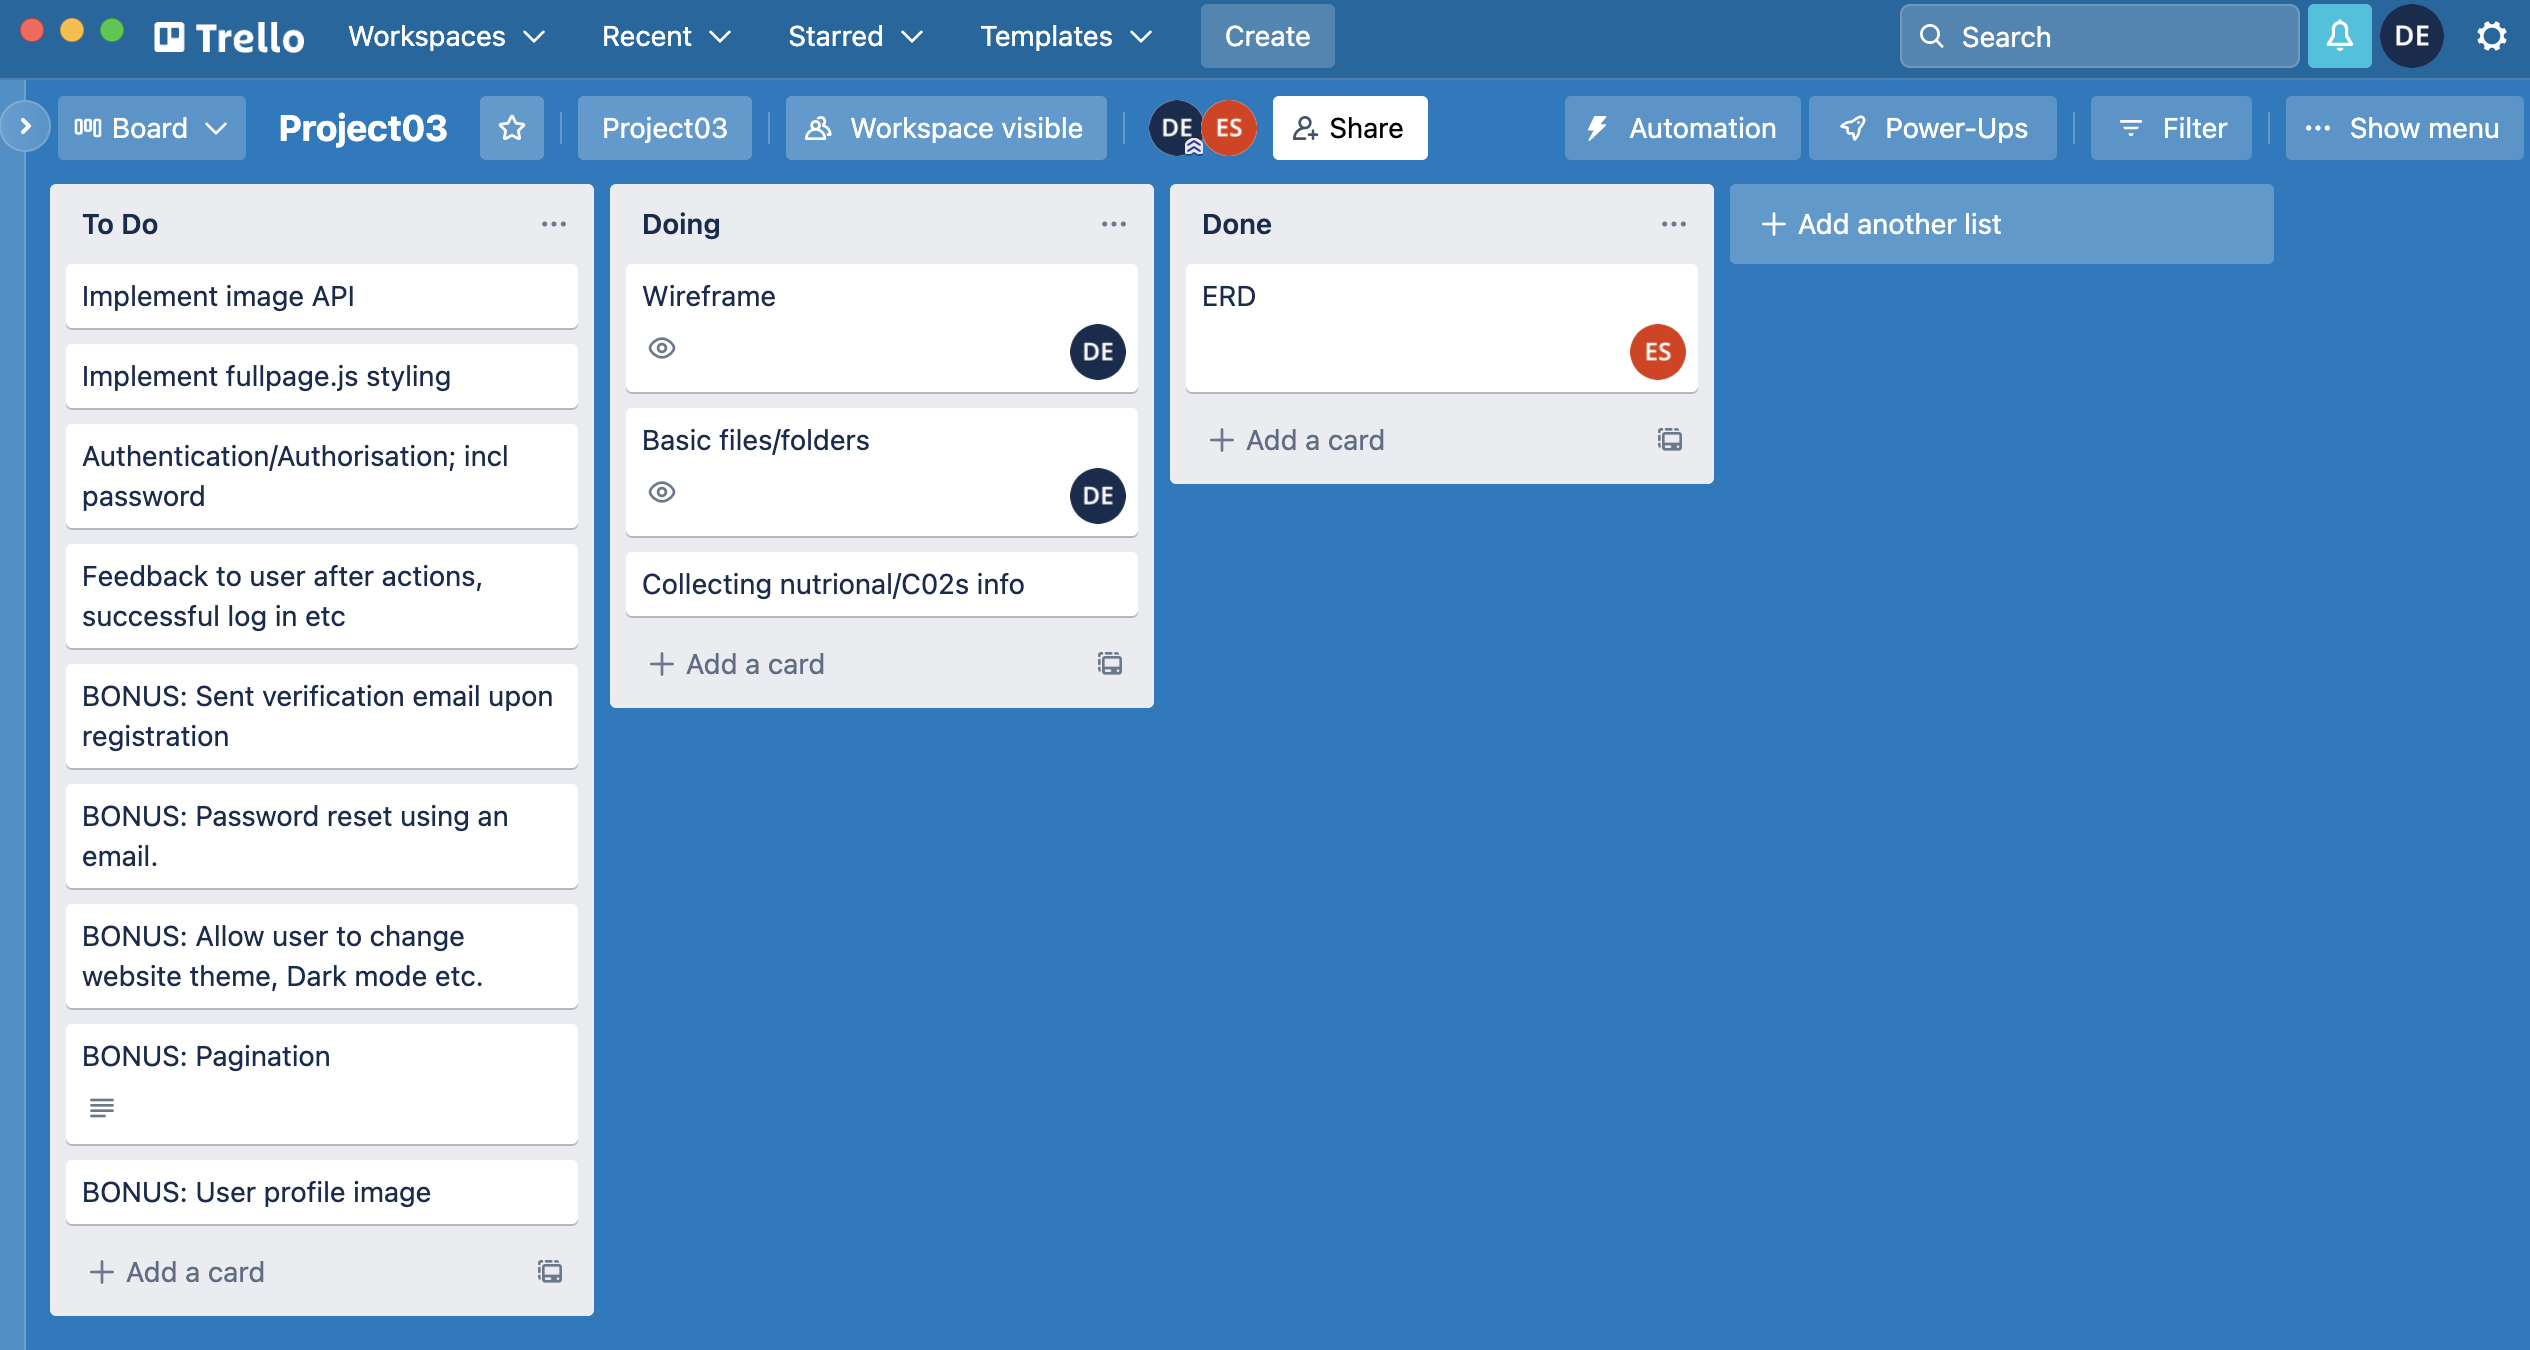 Trello Workspaces Recent Starred Templates Create Search DE
Board Project03 Project03 Workspace visible DE ES Share Automation Power-Ups Filter Show menu
To Do
Implement image API
Implement fullpage.js styling
Authentication/Authorisation; incl
password
Feedback to user after actions,
successful log in etc
BONUS: Sent verification email upon
registration
BONUS: Password reset using an
email.
BONUS: Allow user to change
website theme, Dark mode etc.
BONUS: Pagination
BONUS: User profile image
Add a card
Doing
Wireframe
DE
Basic files/folders
DE
Collecting nutrional/C02s info
Add a card
Done
ERD
ES
Add a card
Add another list